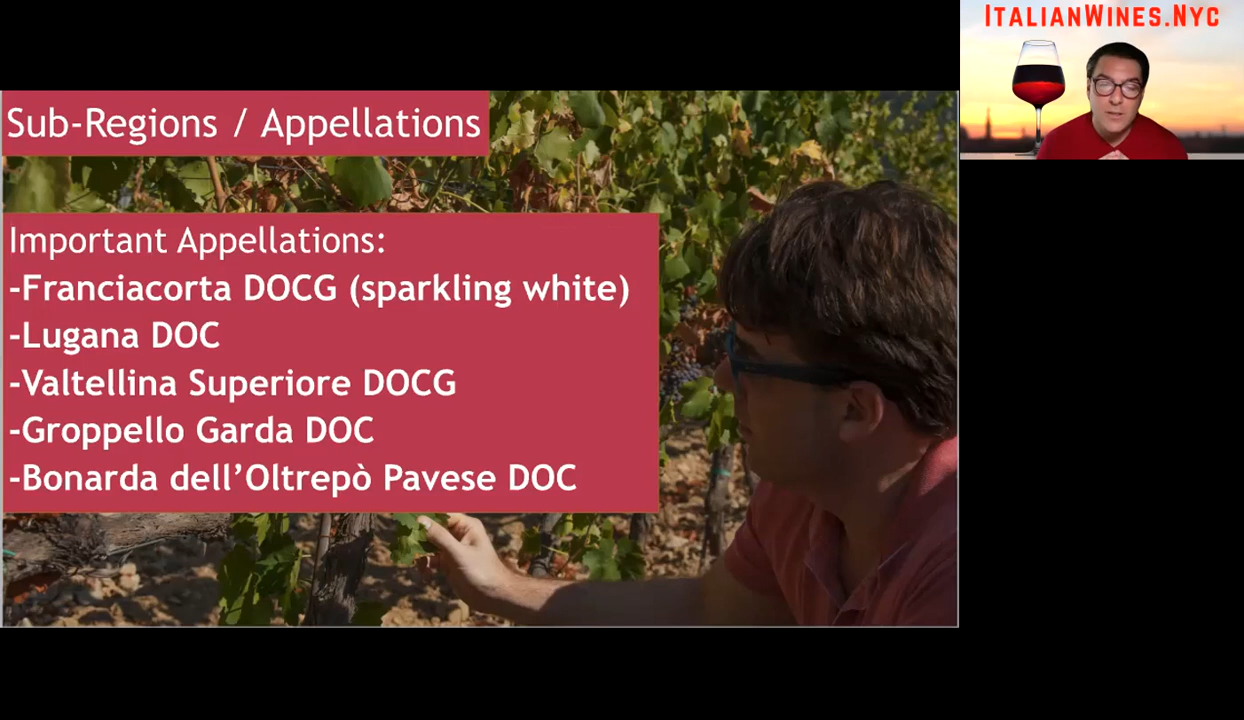 ItalianWines.Nyc
Sub-Regions / Appellations
Important Appellations:
-Franciacorta DOCG (sparkling white)
-Lugana DOC
-Valtellina Superiore DOCG
-Groppello Garda DOC
-Bonarda dell’Oltrepò Pavese DOC